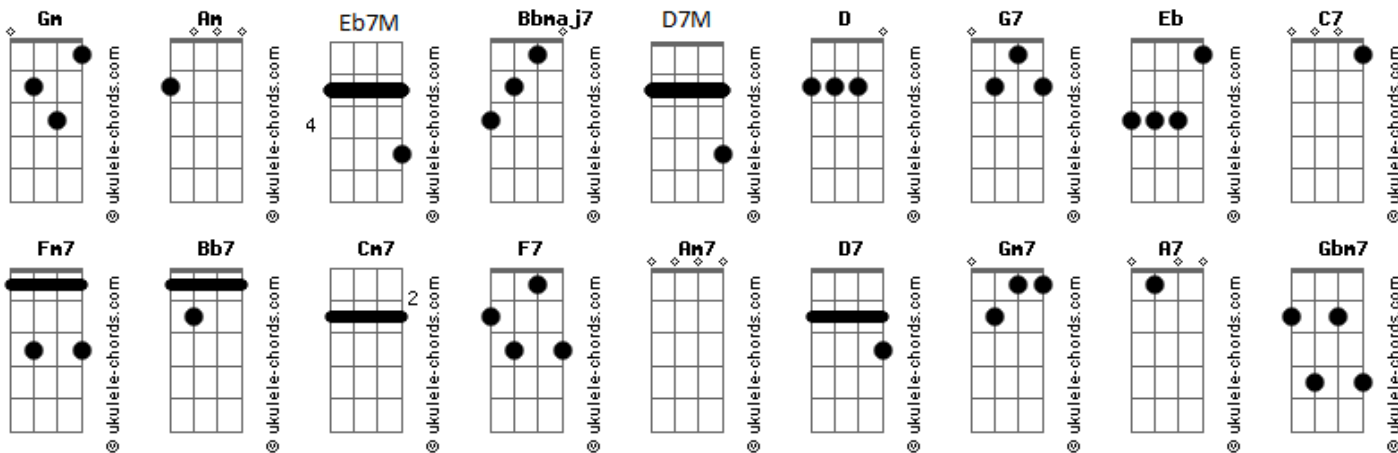 Gm Am Eb7M Bbmaj7 D7M D G7 Eb C7
4
© ukulele-chords.com © ukulele-chords.com © ukulele-chords.com © ukulele-chords.com © ukulele-chords.com © ukulele-chords.com © ukulele-chords.com © ukulele-chords.com © ukulele-chords.com
Fm7 Bb7 Cm7 F7 Am7 D7 Gm7 A7 Gbm7
2
© ukulele-chords.com © ukulele-chords.com © ukulele-chords.com © ukulele-chords.com © ukulele-chords.com © ukulele-chords.com © ukulele-chords.com © ukulele-chords.com © ukulele-chords.com